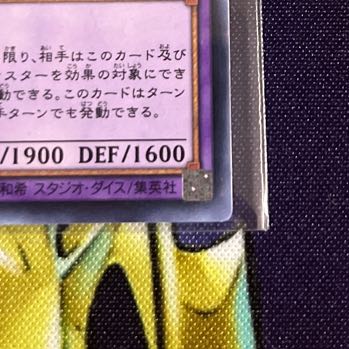 限り、相手はこのカード及び
スターを効果の対象にでき
動できる。このカードはターン
手ターンでも発動できる。
/1900 DEF/1600
和希 スタジオ・ダイス/集英社